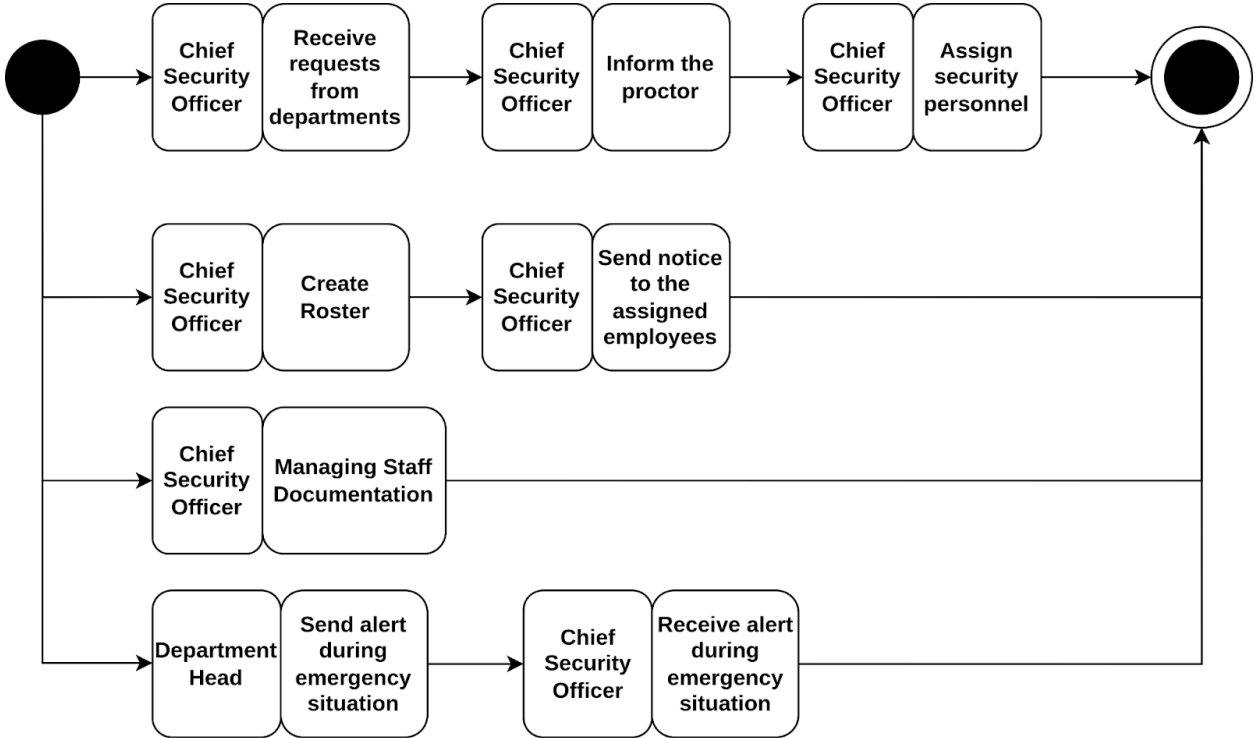 Chief
Security
Officer
Receive
requests
from
departments
Chief
Security
Officer
Inform the
proctor
Chief
Security
Officer
Assign
security
personnel
Chief
Security
Officer
Create
Roster
Chief
Security
Officer
Send notice
to the
assigned
employees
Chief
Security
Officer
Managing Staff
Documentation
Department
Head
Send alert
during
emergency
situation
Chief
Security
Officer
Receive alert
during
emergency
situation